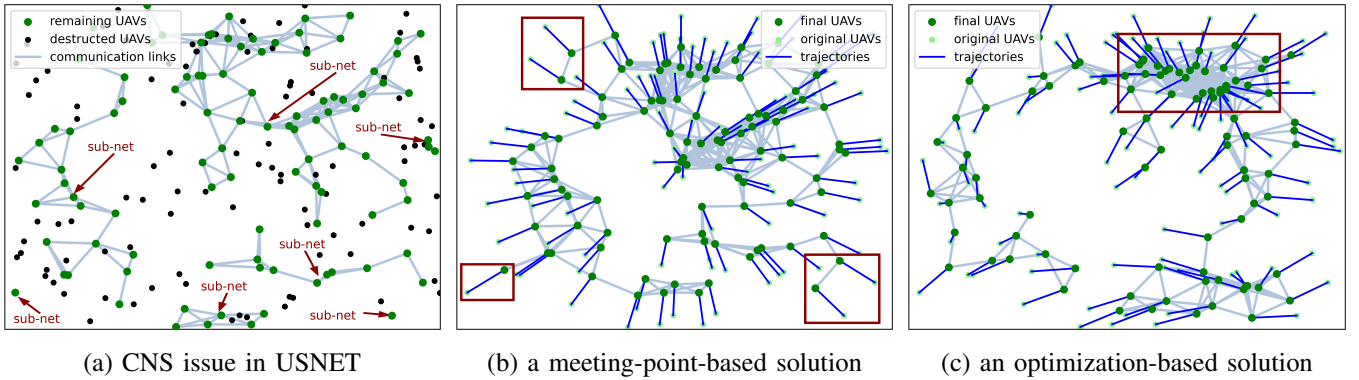 remaining UAVs
destructed UAVs
communication links
sub-net
sub-net
sub-net
sub-net
sub-net
sub-net
sub-net
final UAVs
original UAVs
trajectories
final UAVs
original UAVs
trajectories
(a) CNS issue in USNET
(b) a meeting-point-based solution
(c) an optimization-based solution